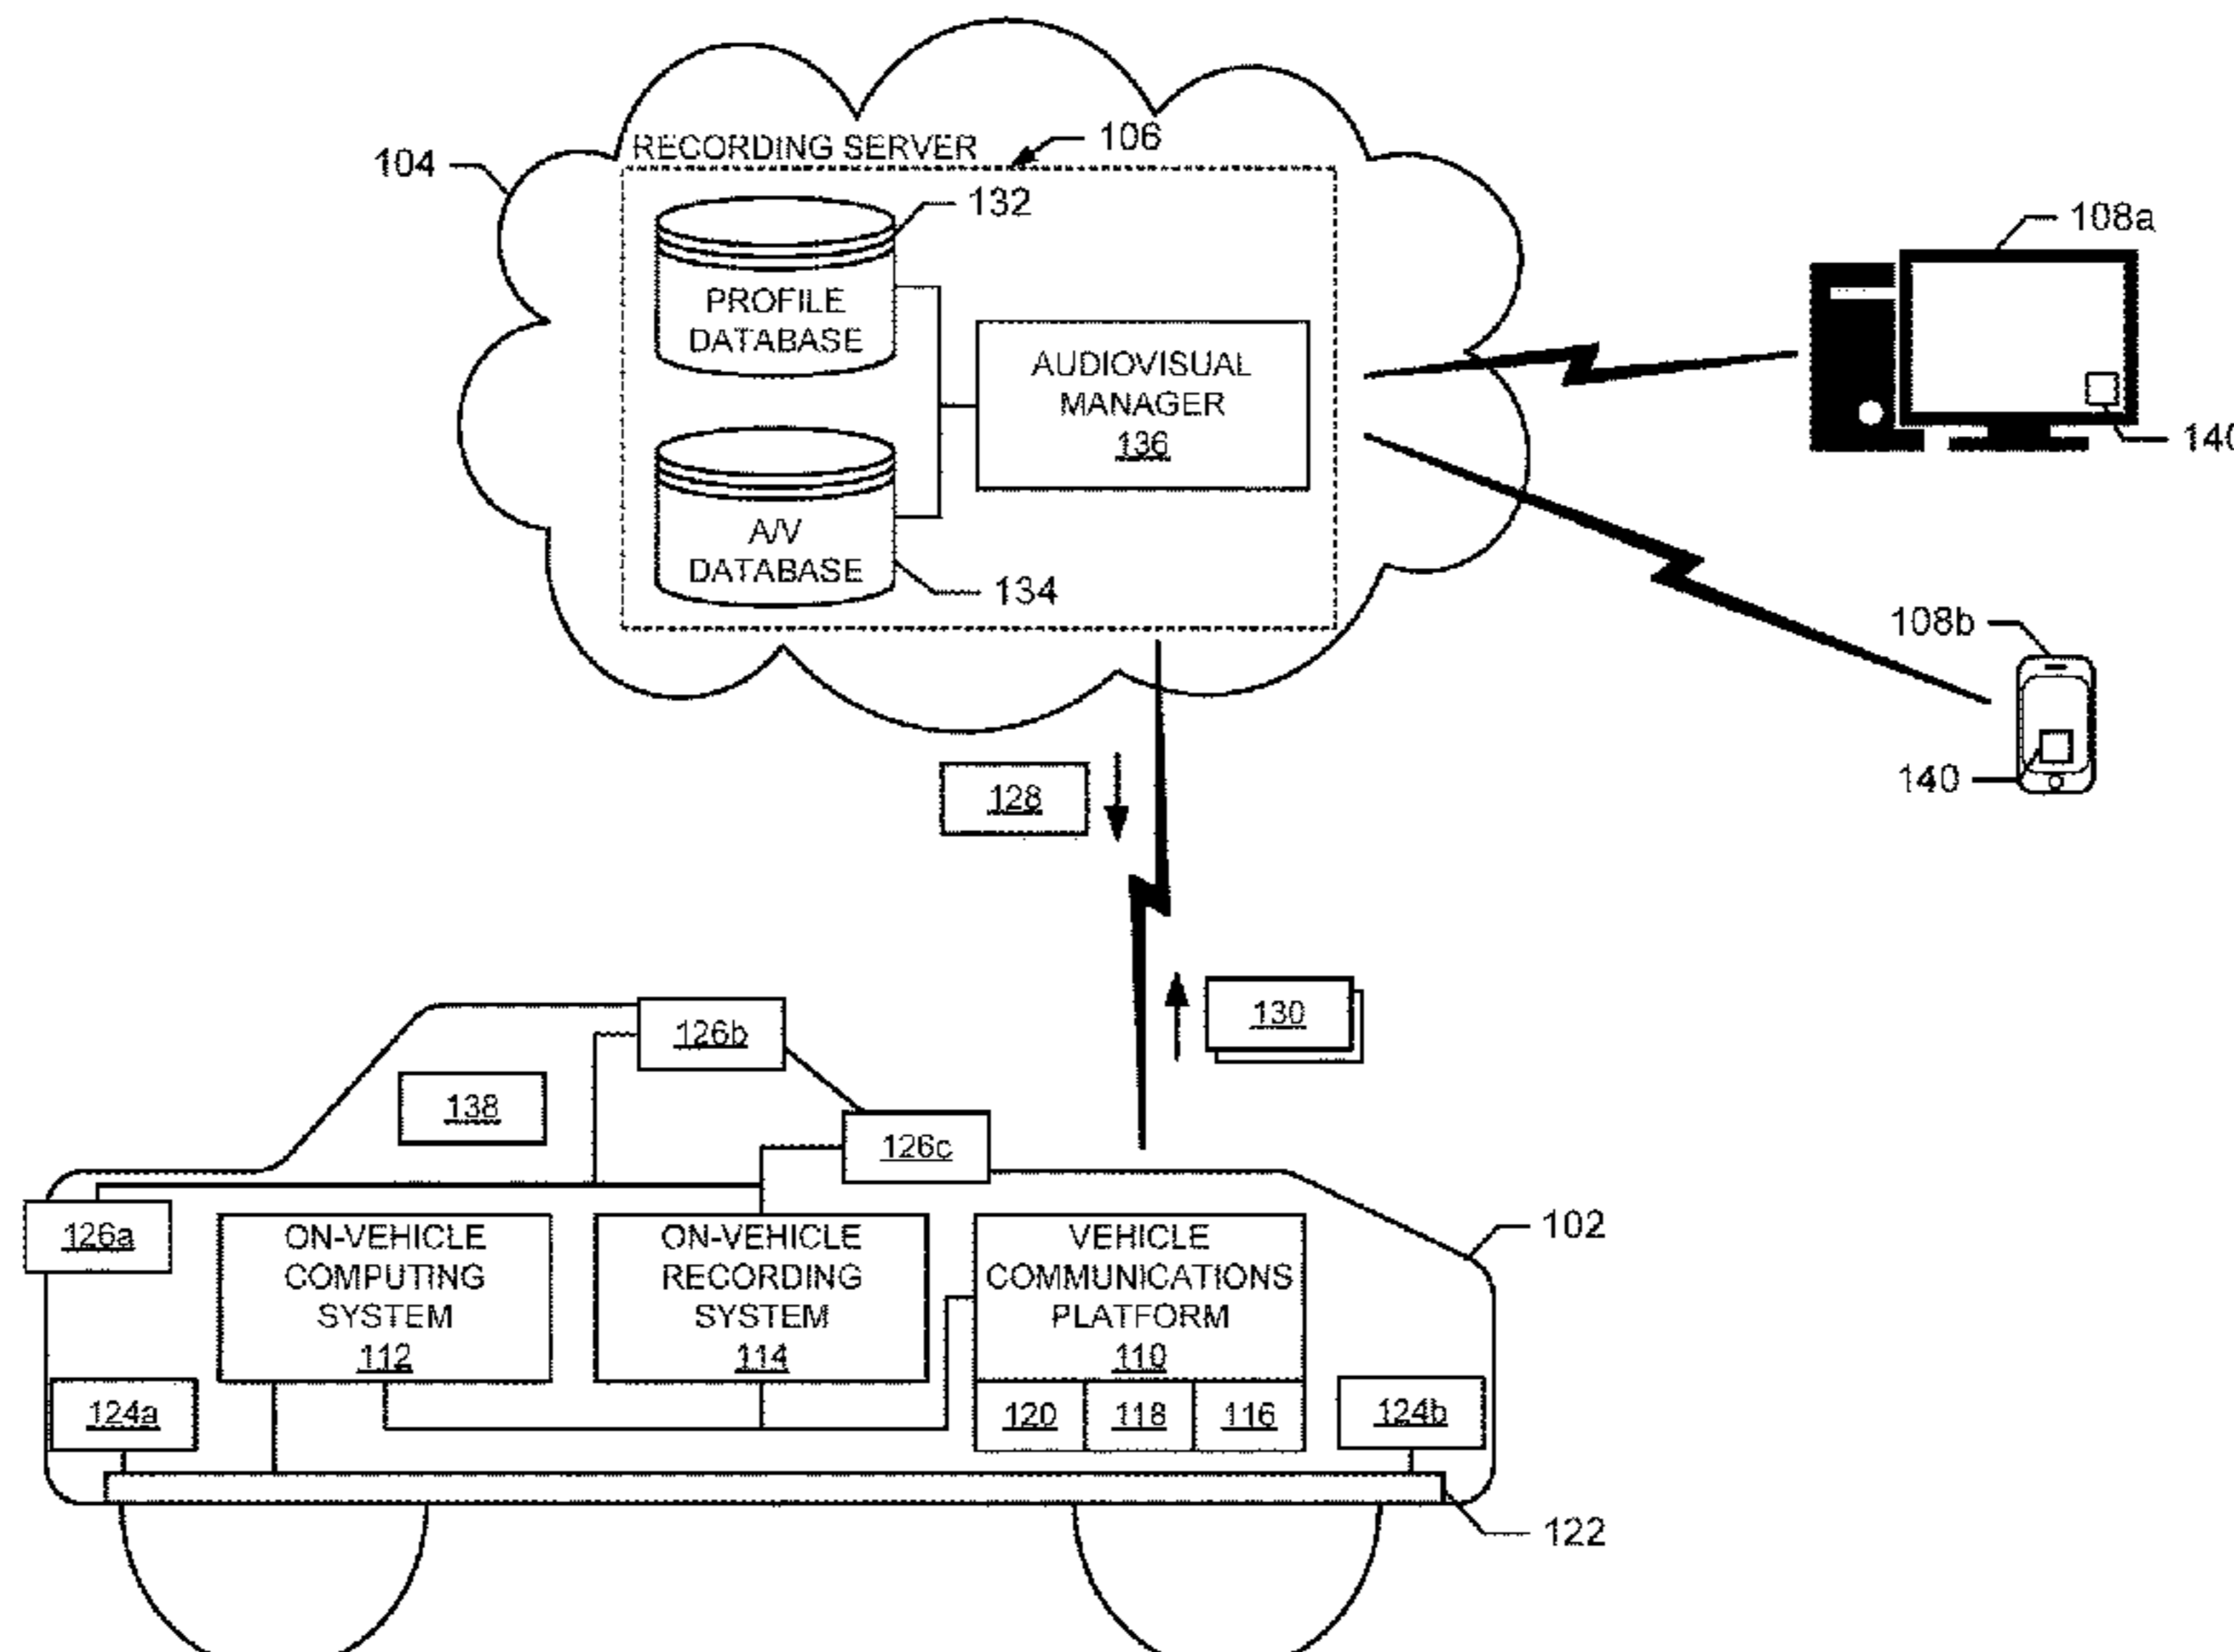 RECORDING SERVER
106
104
132
PROFILE
DATABASE
AUDIOVISUAL
MANAGER
136
A/V
DATABASE
134
108a
140
108b
140
128
130
126b
138
126c
126a
ON-VEHICLE
COMPUTING
SYSTEM
112
ON-VEHICLE
RECORDING
SYSTEM
114
VEHICLE
COMMUNICATIONS
PLATFORM
110
120
118
116
102
124a
124b
122